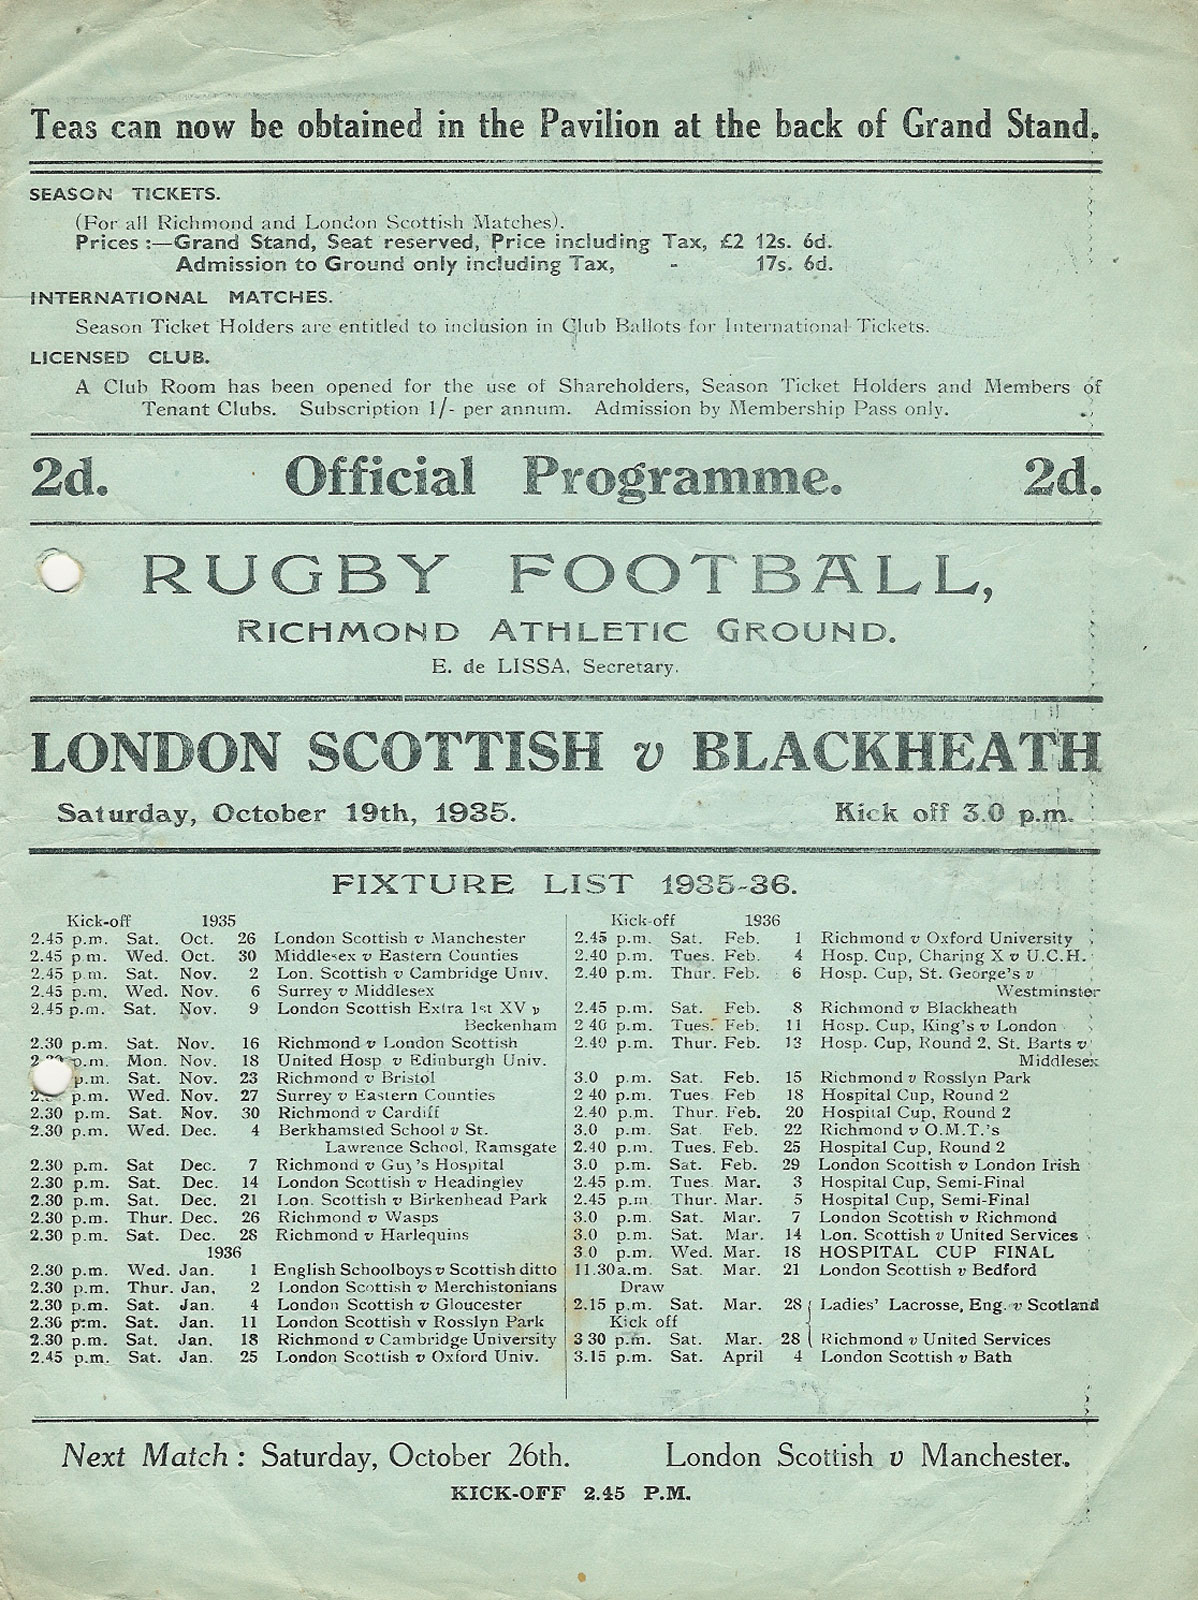 Teas can now be obtained in the Pavilion at the back of Grand Stand.
SEASON TICKETS.
(For all Richmond and London Scottish Matches).
Prices :—Grand Stand, Seat reserved, Price including Tax, £2 12s. 6d.
Admission to Ground only including Tax, - 17s. 6d.
INTERNATIONAL MATCHES.
Season Ticket Holders are entitled to inclusion in Club Ballots for International Tickets.
LICENSED CLUB.
A Club Room has been opened for the use of Shareholders, Season Ticket Holders and Members of
Tenant Clubs. Subscription 1/- per annum. Admission by Membership Pass only.
2d. Official Programme. 2d.
RUGBY FOOTBALL,
RICHMOND ATHLETIC GROUND.
E. de LISSA, Secretary.
LONDON SCOTTISH v BLACKHEATH
Saturday, October 19th, 1935. Kick off 3.0 p.m.
FIXTURE LIST 1935-36.
Kick-off 1935
2.45 p.m. Sat. Oct. 26 London Scottish v Manchester
2.45 p m. Wed. Oct. 30 Middlesex v Eastern Counties
2.45 p m. Sat. Nov. 2 Lon. Scottish v Cambridge Univ.
2.45 p.m. Wed. Nov. 6 Surrey v Middlesex
2.45 p.m. Sat. Nov. 9 London Scottish Extra 1st XV v
Beckenham
2.30 p.m. Sat. Nov. 16 Richmond v London Scottish
p.m. Mon. Nov. 18 United Hosp v Edinburgh Univ.
p.m. Sat. Nov. 23 Richmond v Bristol
p.m. Wed. Nov. 27 Surrey v Eastern Counties
2.30 p.m. Sat. Nov. 30 Richmond v Cardiff
2.30 p.m. Wed. Dec. 4 Berkhamsted School v St.
Lawrence School, Ramsgate
2.30 p.m. Sat Dec. 7 Richmond v Guy's Hospital
2.30 p.m. Sat. Dec. 14 London Scottish v Headingley
2.30 p.m. Sat. Dec. 21 Lon. Scottish v Birkenhead Park
2.30 p.m. Thur. Dec. 26 Richmond v Wasps
2.30 p.m. Sat. Dec. 28 Richmond v Harlequins
1936
2.30 p.m. Wed. Jan. 1 English Schoolboys v Scottish ditto
2.30 p.m. Thur. Jan. 2 London Scottish v Merchistonians
2.30 p.m. Sat. Jan. 4 London Scottish v Gloucester
2.30 p.m. Sat. Jan. 11 London Scottish v Rosslyn Park
2.30 p.m. Sat. Jan. 18 Richmond v Cambridge University
2.45 p.m. Sat. Jan. 25 London Scottish v Oxford Univ.
Kick-off 1936
2.45 p.m. Sat. Feb. 1 Richmond v Oxford University
2.40 p.m. Tues. Feb. 4 Hosp. Cup, Charing X v U.C.H.
2.40 p.m. Thur. Feb. 6 Hosp. Cup, St. George's v
Westminster
2.45 p.m. Sat. Feb. 8 Richmond v Blackheath
2 40 p.m. Tues. Feb. 11 Hosp. Cup, King's v London
2.40 p.m. Thur. Feb. 13 Hosp. Cup, Round 2, St. Barts v
Middlesex
3.0 p.m. Sat. Feb. 15 Richmond v Rosslyn Park
2 40 p.m. Tues Feb. 18 Hospital Cup, Round 2
2.40 p.m. Thur. Feb. 20 Hospital Cup, Round 2
3.0 p.m. Sat. Feb. 22 Richmond v O.M.T.'s
2.40 p.m. Tues. Feb. 25 Hospital Cup, Round 2
3.0 p.m. Sat. Feb. 29 London Scottish v London Irish
2.45 p.m. Tues. Mar. 3 Hospital Cup, Semi-Final
2.45 p.m. Thur. Mar. 5 Hospital Cup, Semi-Final
3.0 p.m. Sat. Mar. 7 London Scottish v Richmond
3.0 p.m. Sat. Mar. 14 Lon. Scottish v United Services
3.0 p.m. Wed. Mar. 18 HOSPITAL CUP FINAL
11.30 a.m. Sat. Mar. 21 London Scottish v Bedford
Draw
2.15 p.m. Sat. Mar. 28 Ladies' Lacrosse, Eng. v Scotland
Kick off
3 30 p.m. Sat. Mar. 28 Richmond v United Services
3.15 p.m. Sat. April 4 London Scottish v Bath
Next Match : Saturday, October 26th. London Scottish v Manchester.
KICK-OFF 2.45 P.M.